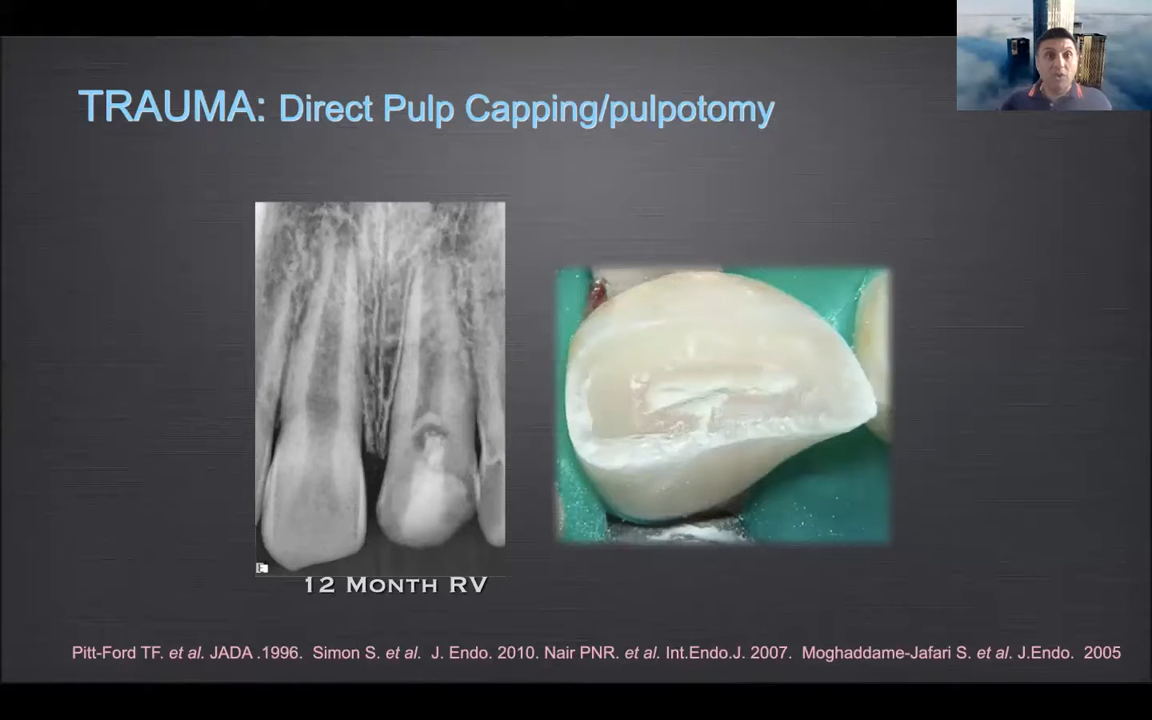 TRAUMA: Direct Pulp Capping/pulpotomy
12 Month RV
Pitt-Ford TF. et al. JADA .1996. Simon S. et al. J. Endo. 2010. Nair PNR. et al. Int.Endo.J. 2007. Moghaddame-Jafari S. et al J.Endo. 2005